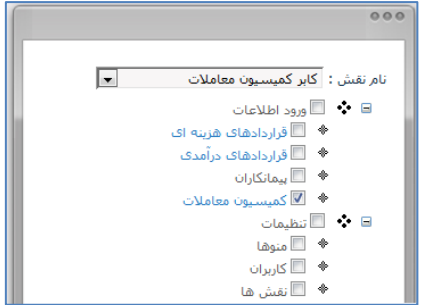 نام نقش : کابر کمیسیون معاملات
ورود اطلاعات
قراردادهای هزینه ای
قراردادهای درآمدی
پیمانکاران
کمیسیون معاملات
تنظیمات
منوها
کاربران
نقش ها